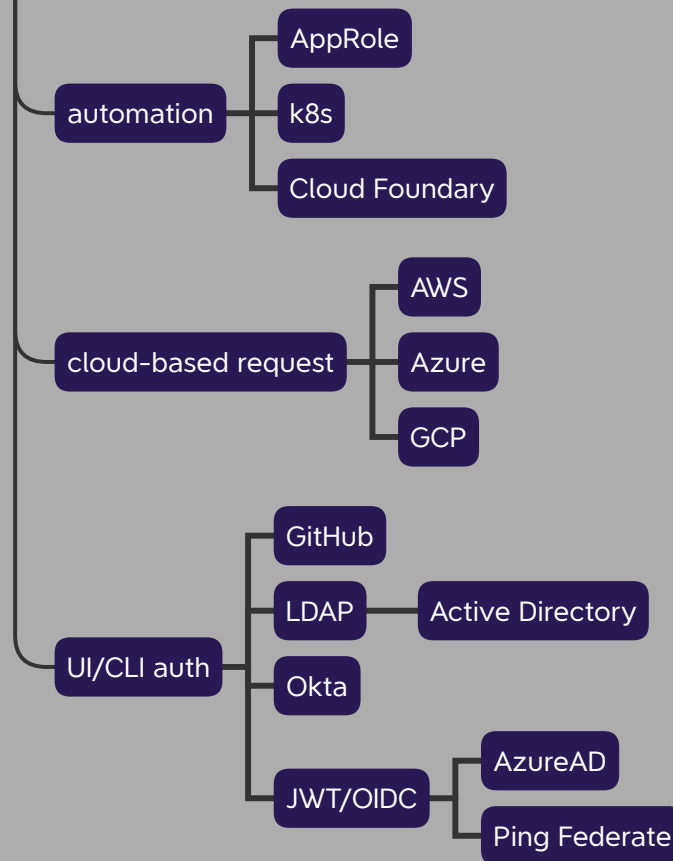 AppRole
automation
k8s
Cloud Foundary
AWS
cloud-based request
Azure
GCP
GitHub
LDAP
Active Directory
UI/CLI auth
Okta
AzureAD
JWT/OIDC
Ping Federate